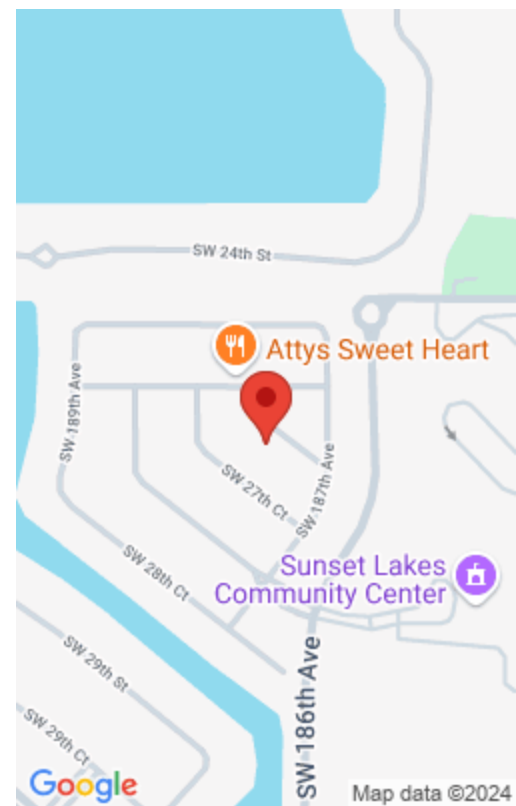 SW 24th St
Attys Sweet Heart
SW 189th Ave
SW 27th Ct
SW 187th Ave
Sunset Lakes
Community Center
SW 28th Ct
SW 29th St
SW 186th Ave
SW 29th Ct
Google
Map data ©2024